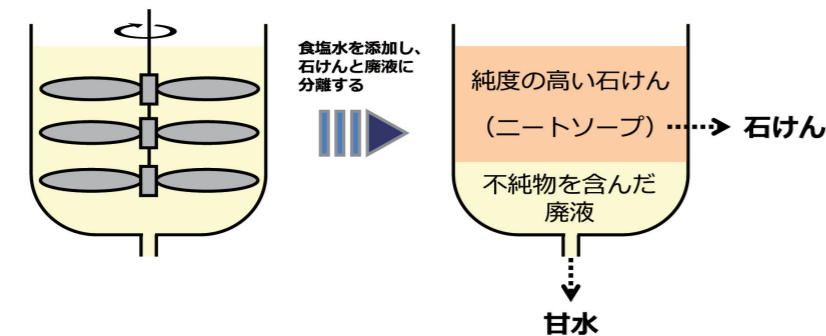 食塩水を添加し、
石けんと廃液に
分離する
純度の高い石けん
（ニートソープ）
石けん
不純物を含んだ
廃液
甘水